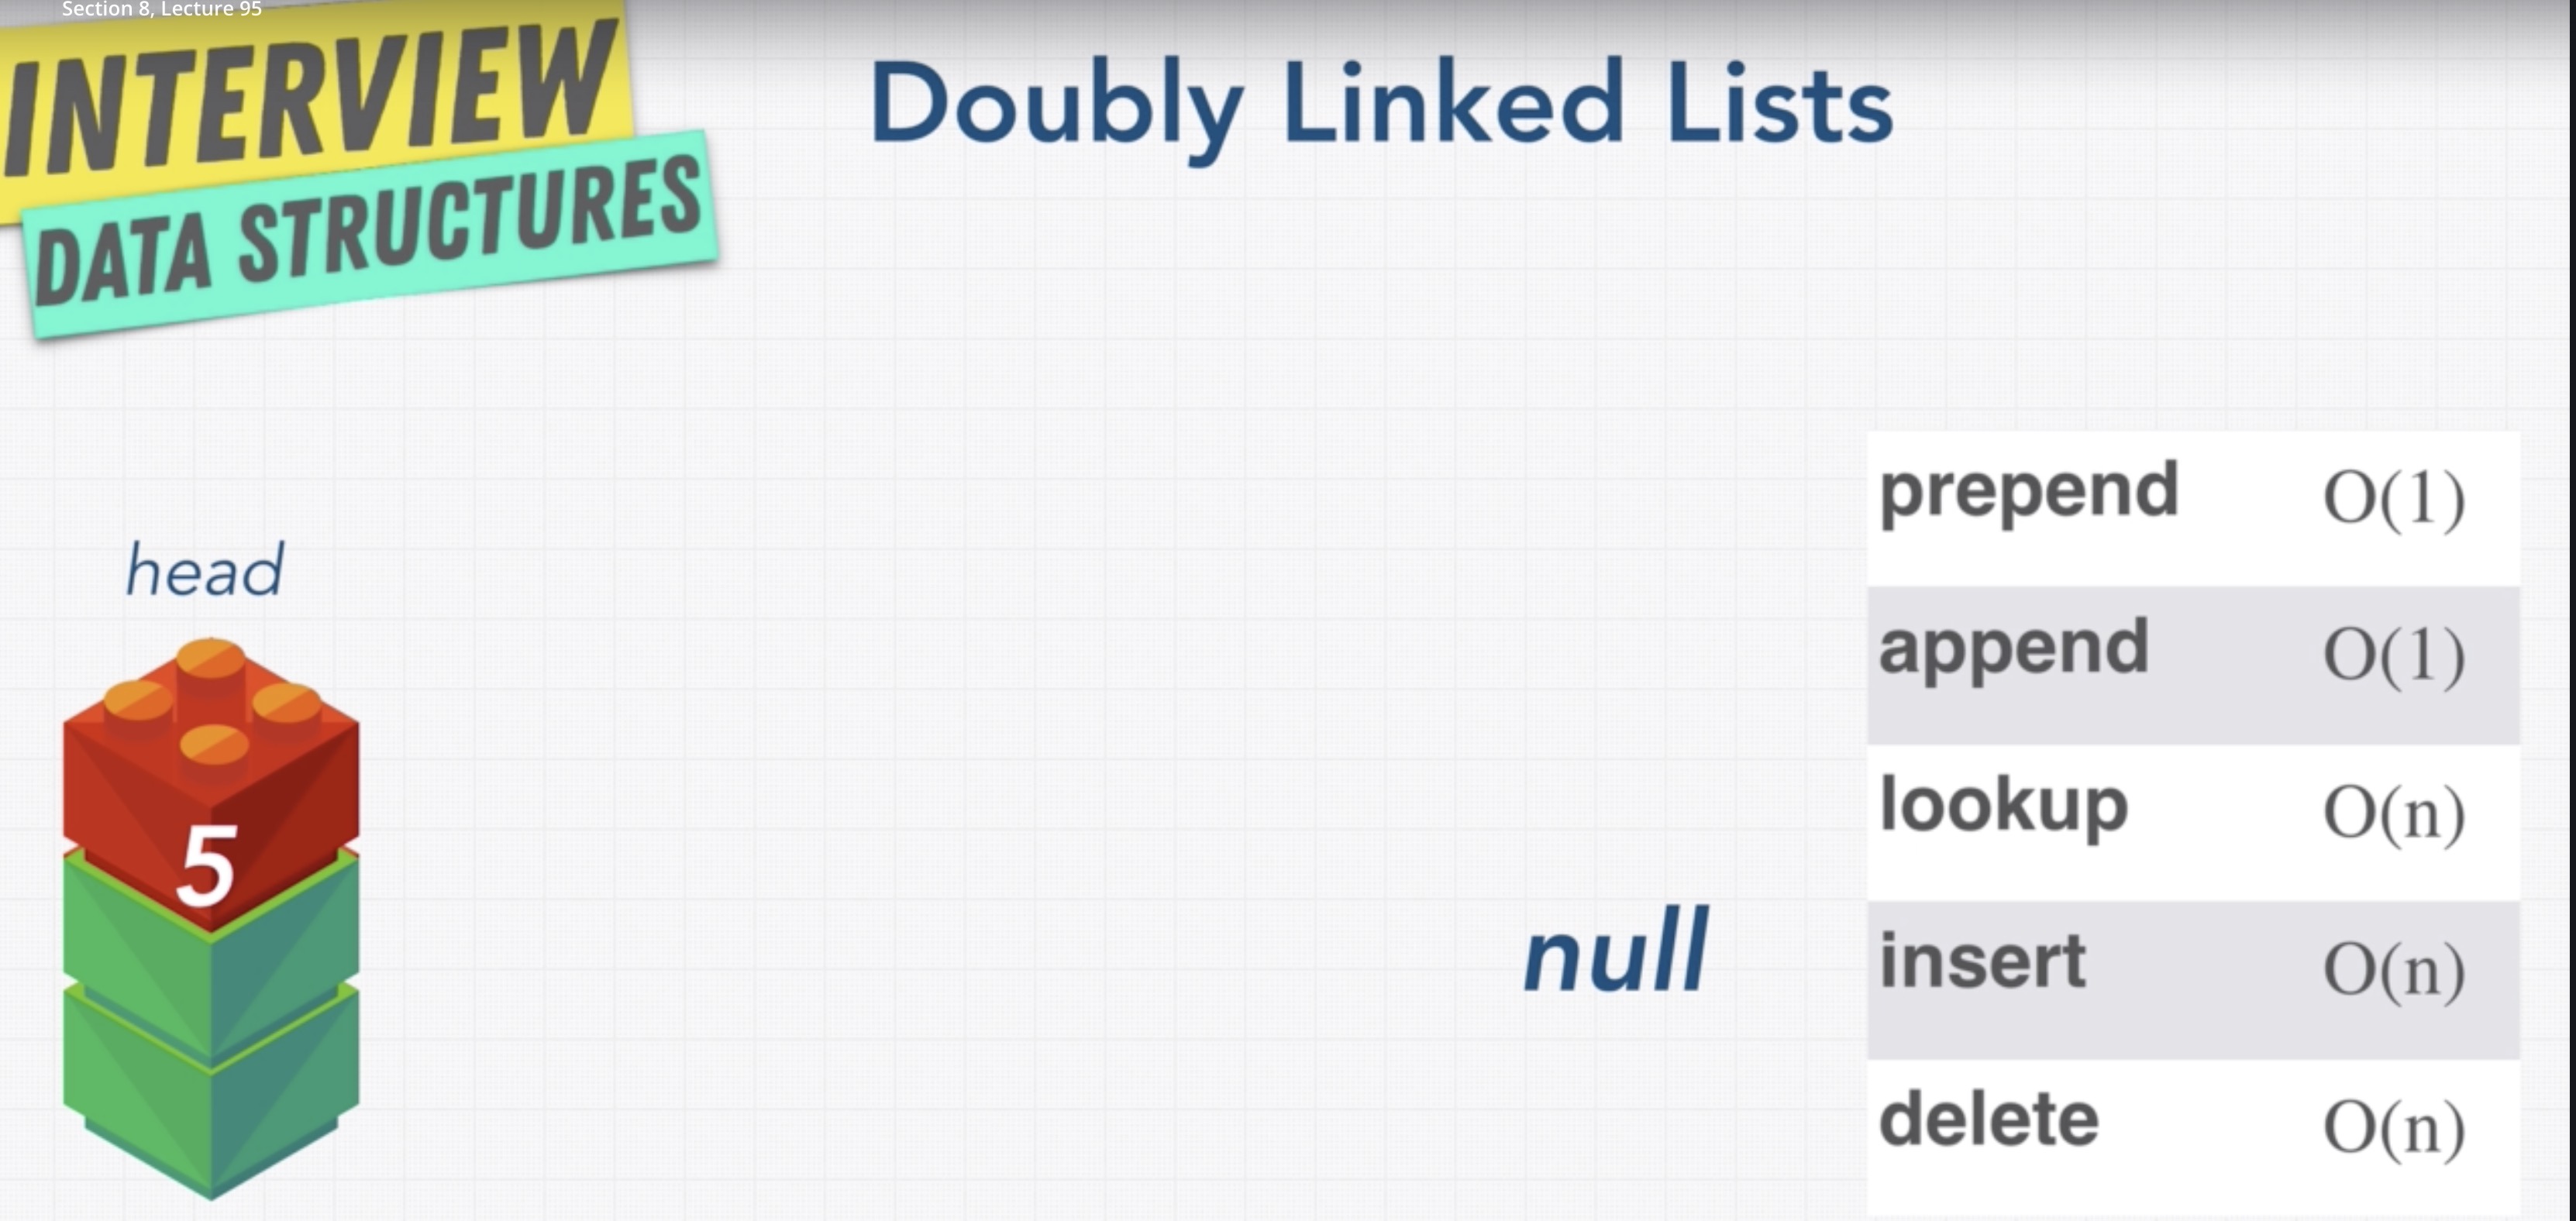 Section 8, Lecture 95
INTERVIEW
DATA STRUCTURES
Doubly Linked Lists
head
5
null
prepend O(1)
append O(1)
lookup O(n)
insert O(n)
delete O(n)